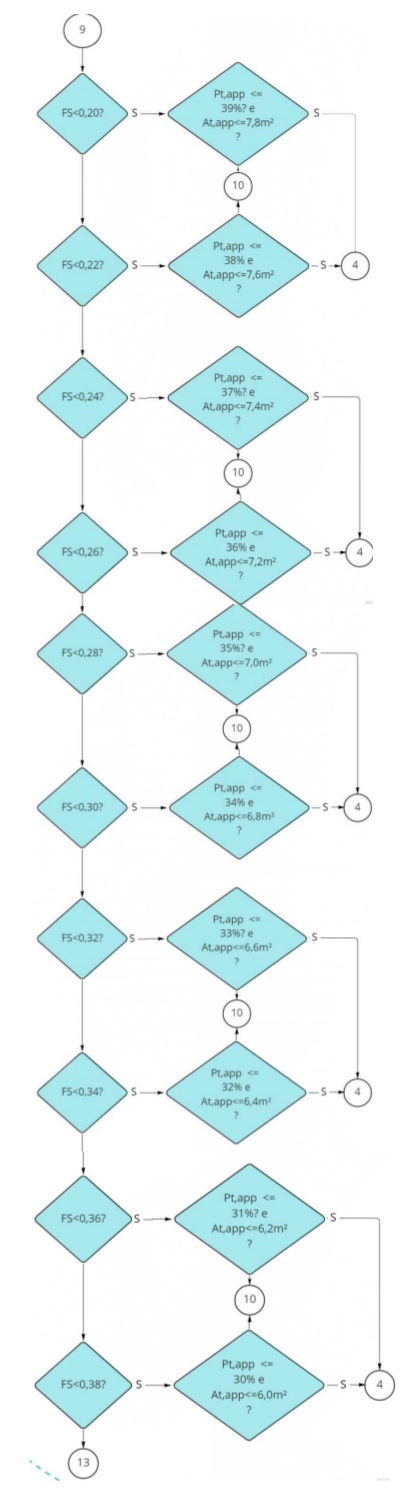 9
FS<0,20?
S
Pt,app <=
39%? e
At,app<=7,8m²
?
S
10
FS<0,22?
S
Pt,app <=
38% e
At,app<=7,6m²
?
S
4
FS<0,24?
S
Pt,app <=
37%? e
At,app<=7,4m²
?
S
10
FS<0,26?
S
Pt,app <=
36% e
At,app<=7,2m²
?
S
4
FS<0,28?
S
Pt,app <=
35%? e
At,app<=7,0m²
?
S
10
FS<0,30?
S
Pt,app <=
34% e
At,app<=6,8m²
?
S
4
FS<0,32?
S
Pt,app <=
33%? e
At,app<=6,6m²
?
S
10
FS<0,34?
S
Pt,app <=
32% e
At,app<=6,4m²
?
S
4
FS<0,36?
S
Pt,app <=
31%? e
At,app<=6,2m²
?
S
10
FS<0,38?
S
Pt,app <=
30% e
At,app<=6,0m²
?
S
4
13